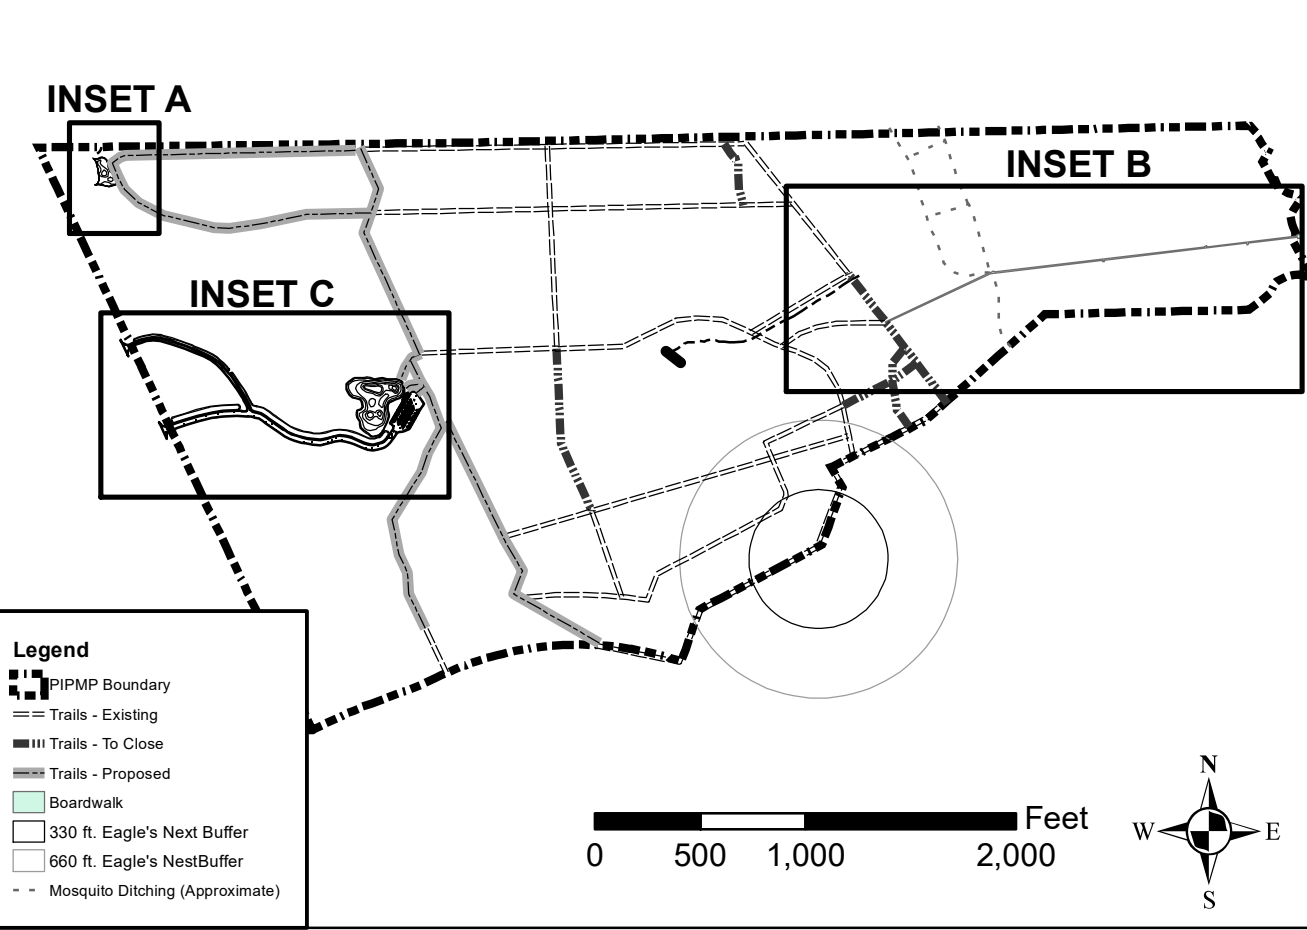 INSET A
INSET B
INSET C
Legend
PIPMP Boundary
Trails - Existing
Trails - To Close
Trails - Proposed
Boardwalk
330 ft. Eagle's Next Buffer
660 ft. Eagle's NestBuffer
Mosquito Ditching (Approximate)
Feet
0 500 1,000 2,000
N
W E
S